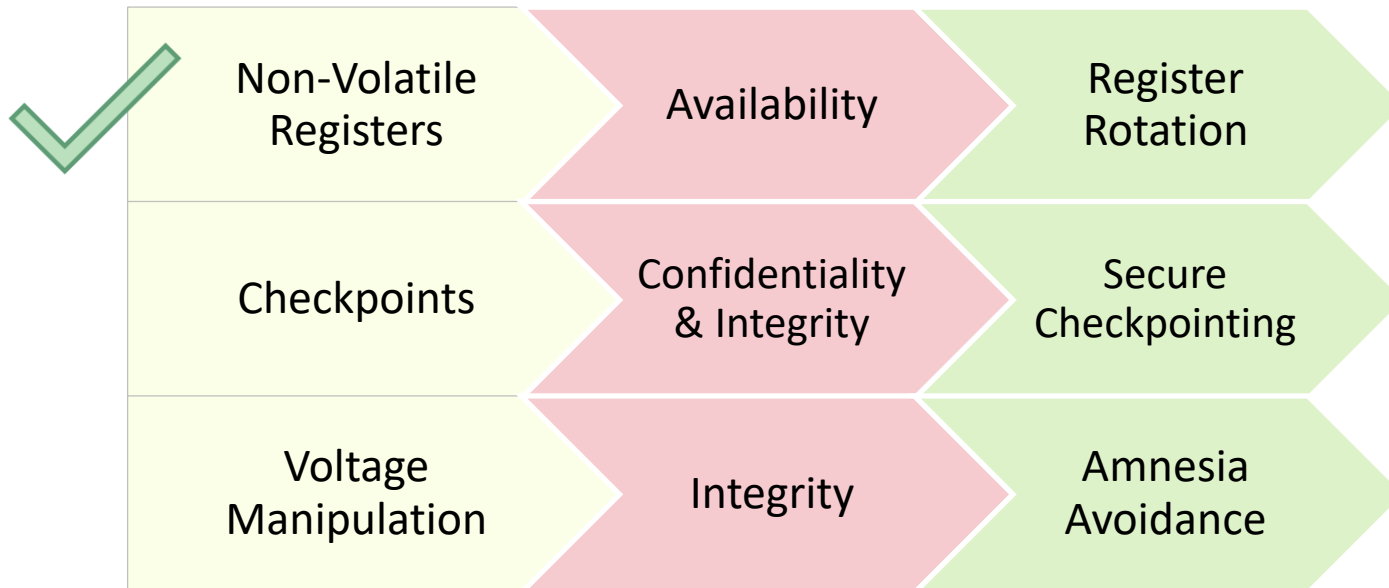 Non-Volatile
Registers
Availability
Register
Rotation
Checkpoints
Confidentiality
& Integrity
Secure
Checkpointing
Voltage
Manipulation
Integrity
Amnesia
Avoidance